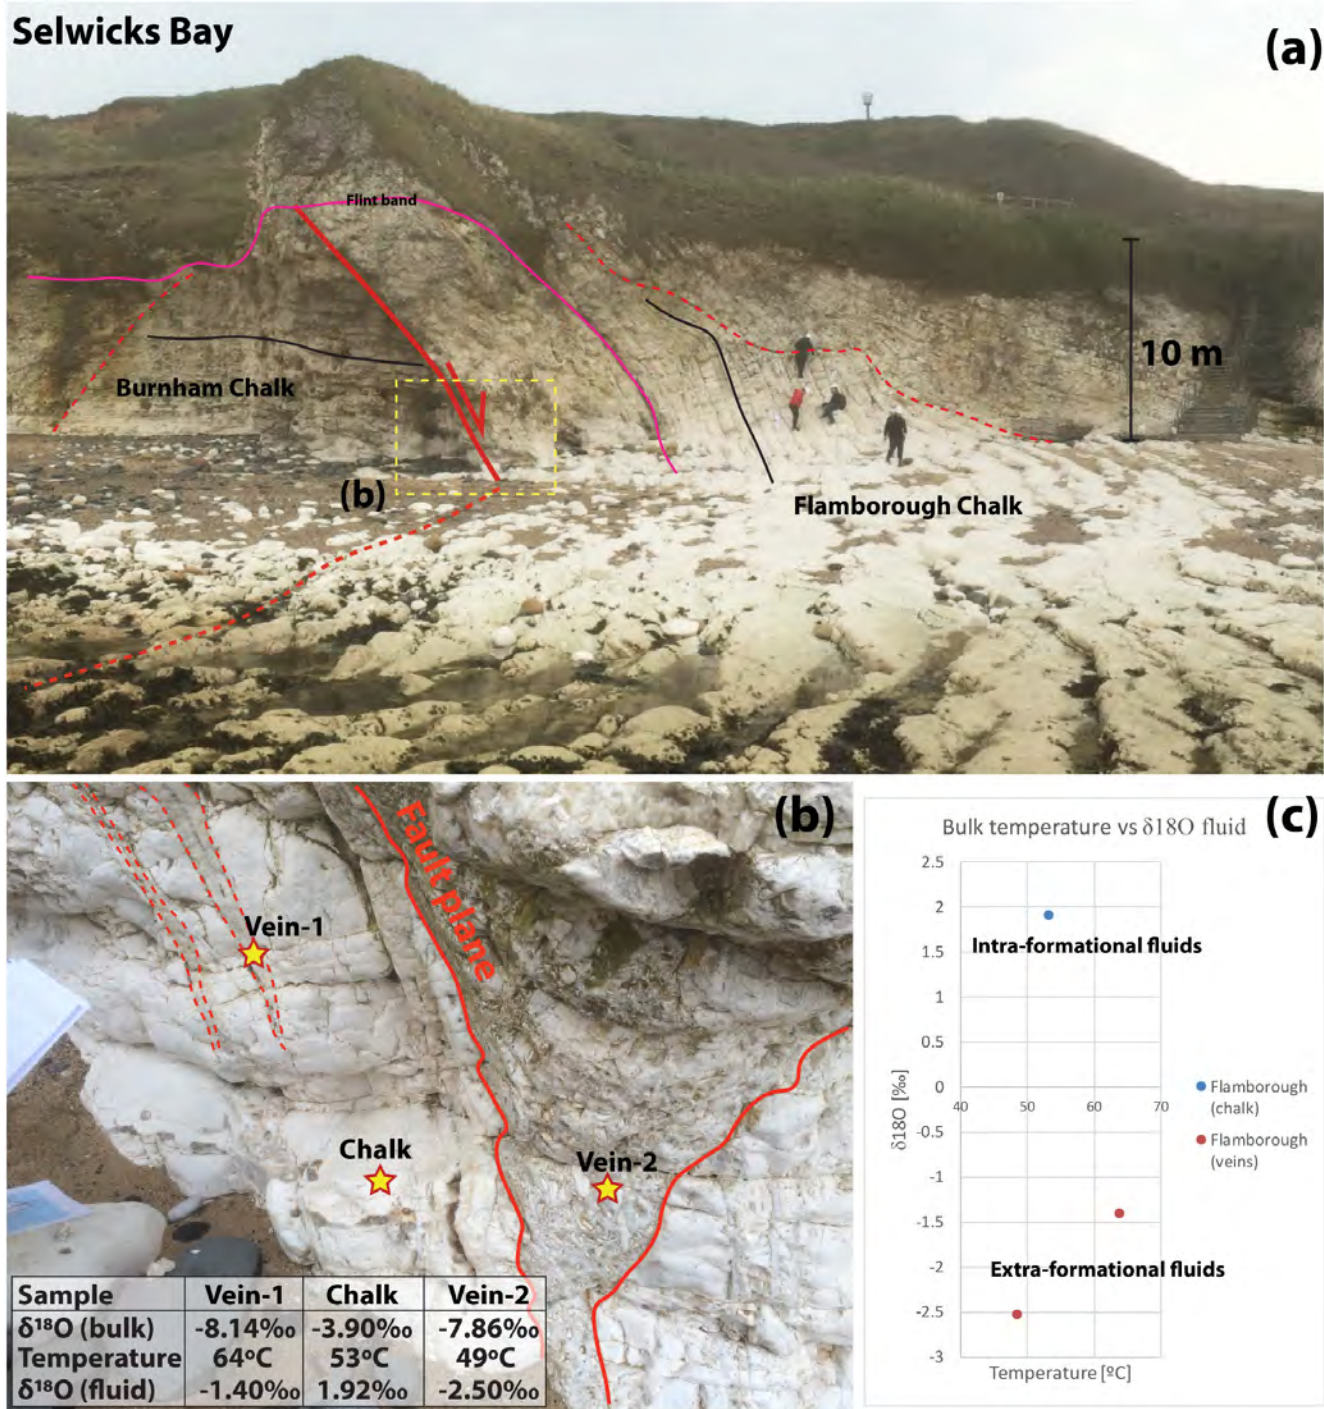 Selwicks Bay
(a)
Flint band
10 m
Burnham Chalk
(b)
Flamborough Chalk
(b)
Fault plane
Vein-1
Chalk
Vein-2
Sample Vein-1 Chalk Vein-2
δ¹⁸O (bulk) -8.14‰ -3.90‰ -7.86‰
Temperature 64ºC 53ºC 49ºC
δ¹⁸O (fluid) -1.40‰ 1.92‰ -2.50‰
(c)
Bulk temperature vs δ18O fluid
2.5
2
Intra-formational fluids
1.5
1
0.5
0
40 50 60 70
-0.5
-1
-1.5
-2
Extra-formational fluids
-2.5
-3
δ18O [‰]
Temperature [ºC]
Flamborough
(chalk)
Flamborough
(veins)